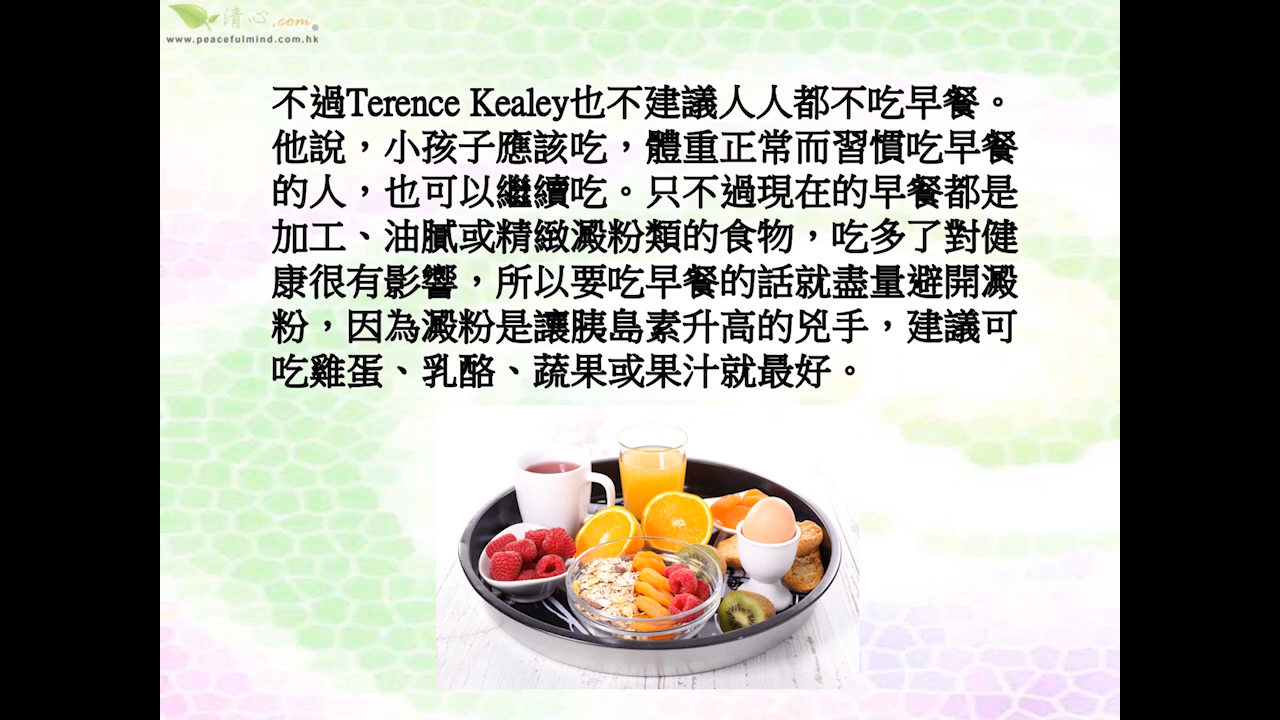 清心.com®
www.peacefulmind.com.hk
不過Terence Kealey也不建議人人都不吃早餐。
他說，小孩子應該吃，體重正常而習慣吃早餐
的人，也可以繼續吃。只不過現在的早餐都是
加工、油膩或精緻澱粉類的食物，吃多了對健
康很有影響，所以要吃早餐的話就盡量避開澱
粉，因為澱粉是讓胰島素升高的兇手，建議可
吃雞蛋、乳酪、蔬果或果汁就最好。